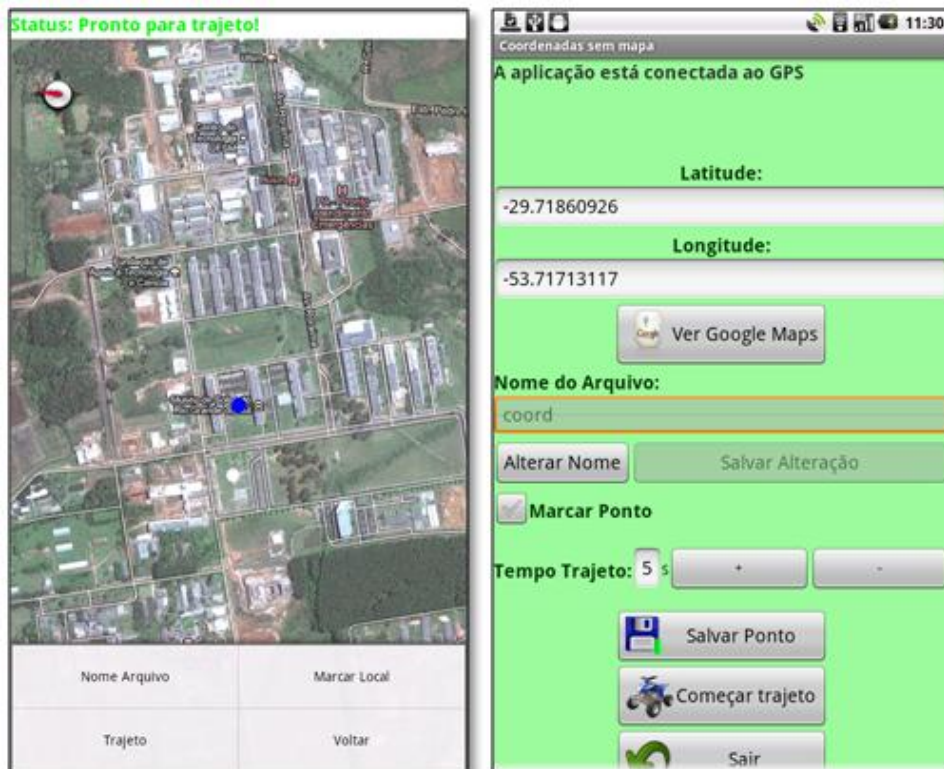 Status: Pronto para trajeto!
Nome Arquivo
Marcar Local
Trajeto
Voltar
11:30
Coordenadas sem mapa
A aplicação está conectada ao GPS
Latitude:
-29.71860926
Longitude:
-53.71713117
Ver Google Maps
Nome do Arquivo:
coord
Alterar Nome
Salvar Alteração
Marcar Ponto
Tempo Trajeto: 5 s + -
Salvar Ponto
Começar trajeto
Sair